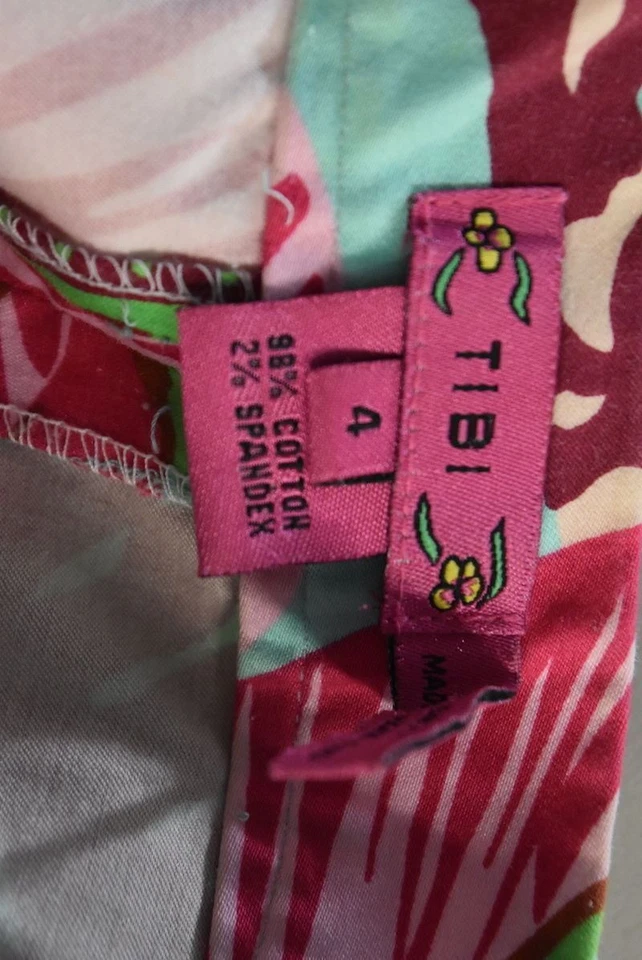 TIBI
4
98% COTTON
2% SPANDEX